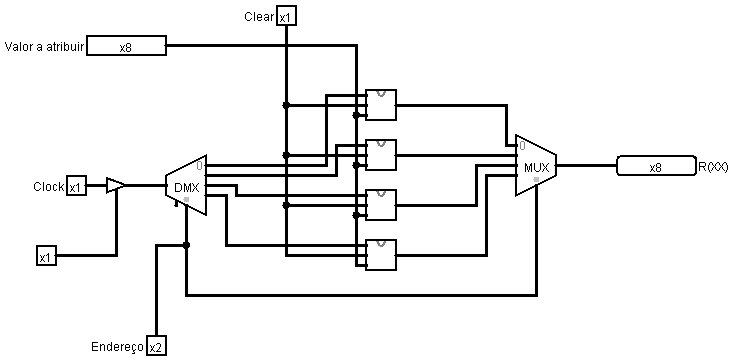 Clear x1
Valor a atribuir x8
0
0
MUX
x8 R(XX)
Clock x1
DMX
x1
Endereço x2